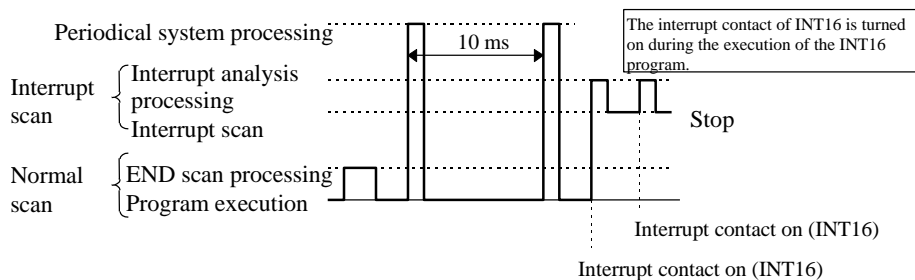 Periodical system processing
10 ms
The interrupt contact of INT16 is turned
on during the execution of the INT16
program.
Interrupt
scan
Interrupt analysis
processing
Interrupt scan
Stop
Normal
scan
END scan processing
Program execution
Interrupt contact on (INT16)
Interrupt contact on (INT16)